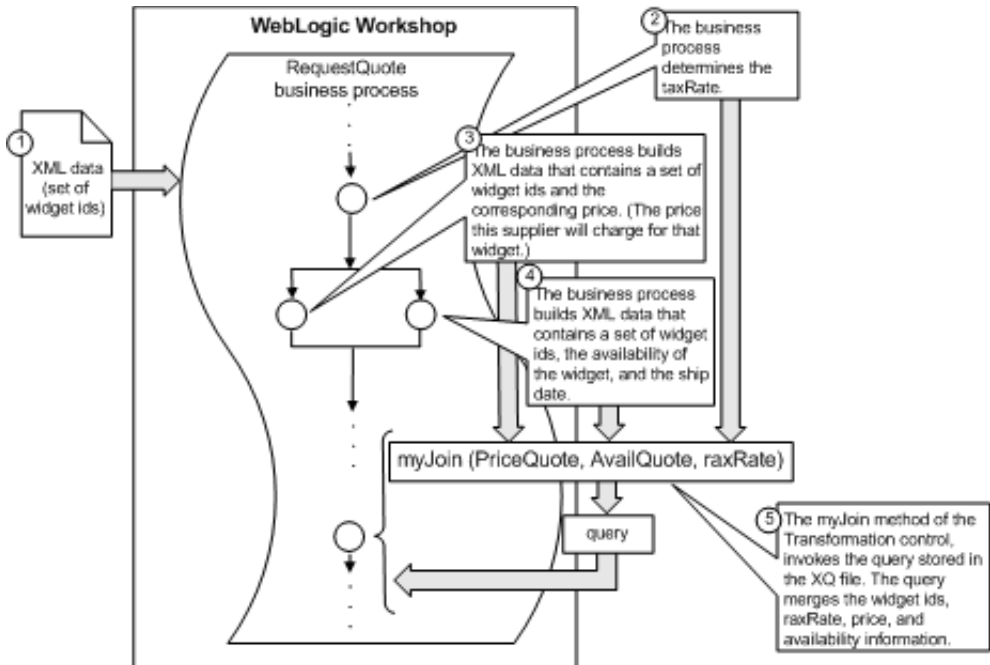 WebLogic Workshop
RequestQuote
business process
1
XML data
(set of
widget ids)
2
The business
process
determines the
taxRate.
3
The business process builds
XML data that contains a set of
widget ids and the
corresponding price. (The price
this supplier will charge for that
widget.)
4
The business process
builds XML data that
contains a set of widget
ids, the availability of
the widget, and the ship
date.
myJoin (PriceQuote, AvailQuote, raxRate)
query
5
The myJoin method of the
Transformation control,
invokes the query stored in
the XQ file. The query
merges the widget ids,
raxRate, price, and
availability information.